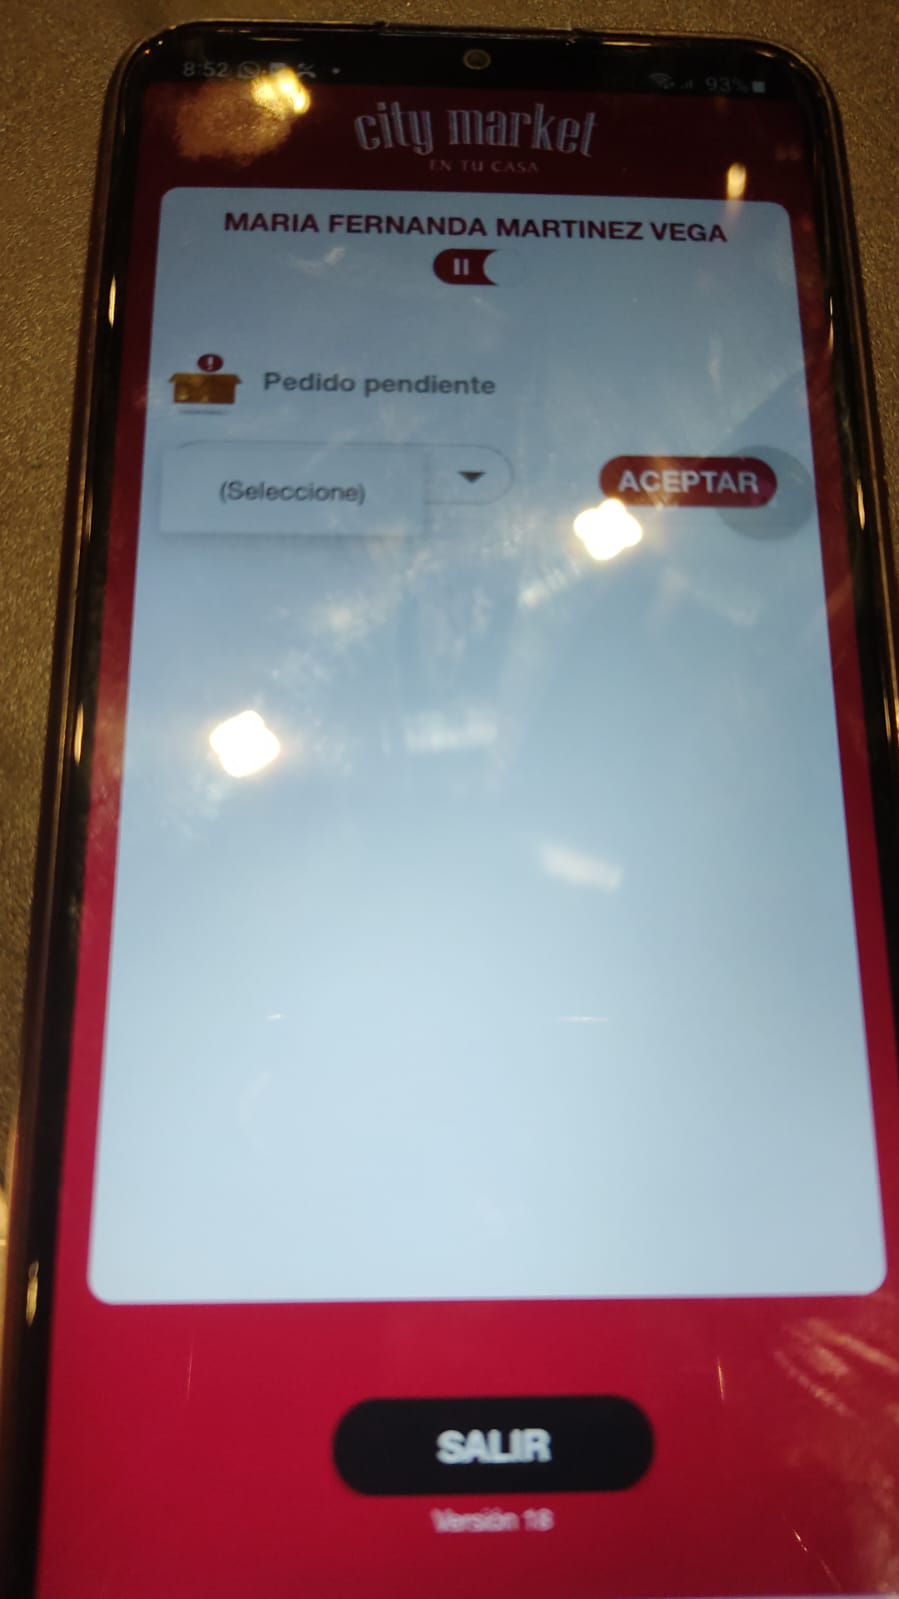 8:52
93%
city market
EN TU CASA
MARIA FERNANDA MARTINEZ VEGA
Pedido pendiente
(Seleccione)
ACEPTAR
SALIR
Versión 18